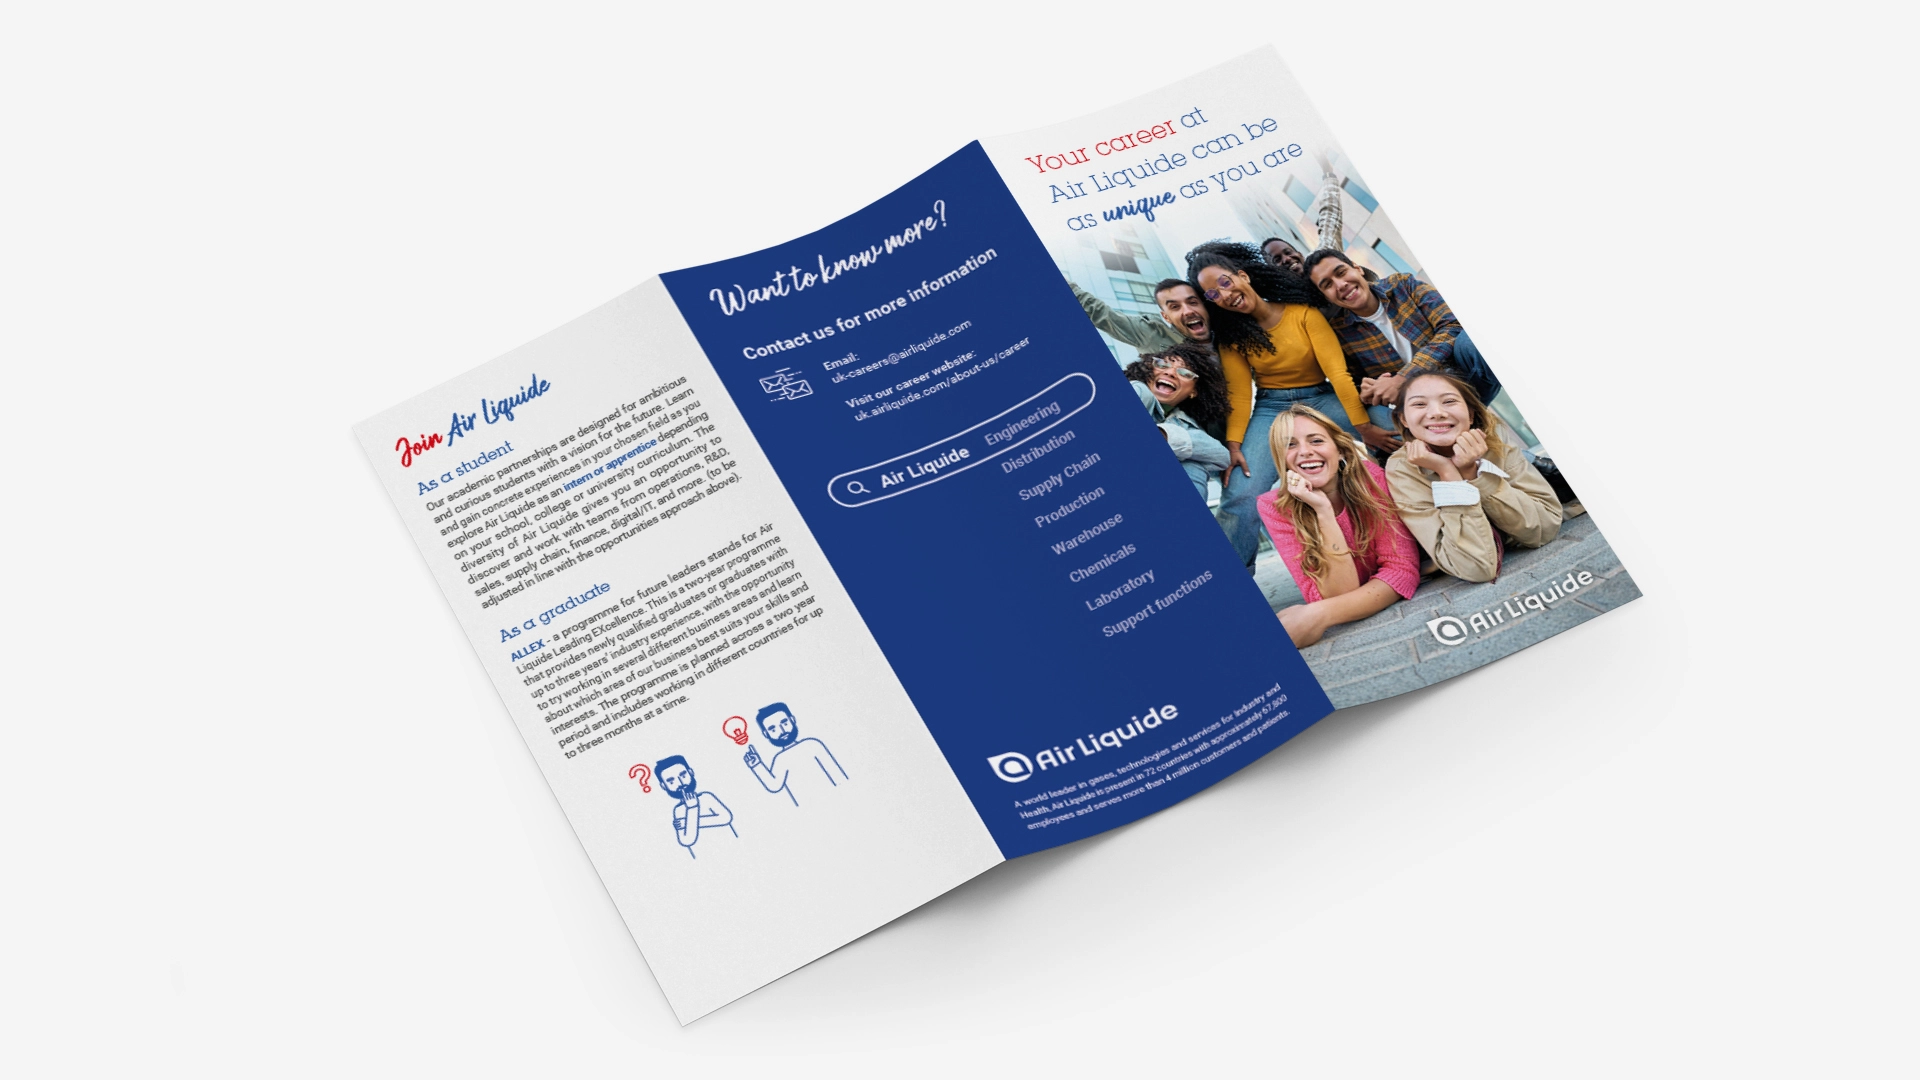 Join Air Liquide
As a student
Our academic partnerships are designed for ambitious
and curious students with a vision for the future. Learn
and gain concrete experiences in your chosen field as you
explore Air Liquide as an intern or apprentice depending
on your school, college or university curriculum. The
diversity of Air Liquide gives you an opportunity to
discover and work with teams from operations, R&D,
sales, supply chain, finance, digital/IT, and more. (to be
adjusted in line with the opportunities approach above).
As a graduate
ALLEX - a programme for future leaders stands for Air
Liquide Leading EXcellence. This is a two-year programme
that provides newly qualified graduates or graduates with
up to three years' industry experience, with the opportunity
to try working in several different business areas and learn
about which area of our business best suits your skills and
interests. The programme is planned across a two year
period and includes working in different countries for up
to three months at a time.
Want to know more?
Contact us for more information
Email:
uk-careers@airliquide.com
Visit our career website:
uk.airliquide.com/about-us/career
Air Liquide Engineering
Distribution
Supply Chain
Production
Warehouse
Chemicals
Laboratory
Support functions
Air Liquide
A world leader in gases, technologies and services for Industry and
Health, Air Liquide is present in 72 countries with approximately 67,800
employees and serves more than 4 million customers and patients.
Your career at
Air Liquide can be
as unique as you are
Air Liquide